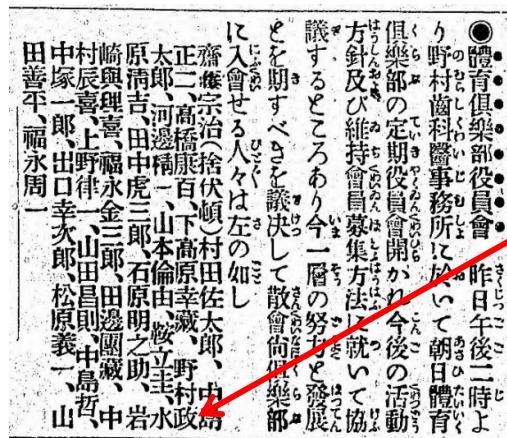 ◉體育俱樂部役員會 昨日午後二時よ
り野村齒科醫事務所に於いて朝日體育
俱樂部の定期役員會開かれ今後の活動
方針及び維持會員募集方法に就いて協
議するところあり今一層の努力と發展
とを期すべきを議決して散會尙俱樂部
に入會せる人々は左の如し
齋藤宗治(捨伏頓)村田佐太郎、中島
正二、高橋康百、下高原幸藏、野村政
太郎、河邊精一、山本倫由、鞍立圭、水
原淸吉、田中虎三郎、石原明之助、岩
崎與理喜、福永金三郎、田邊團藏、中
村辰喜、上野律一、山田昌則、中島哲、
中塚一郎、出口幸次郎、松原義一、山
田善平、福永周一